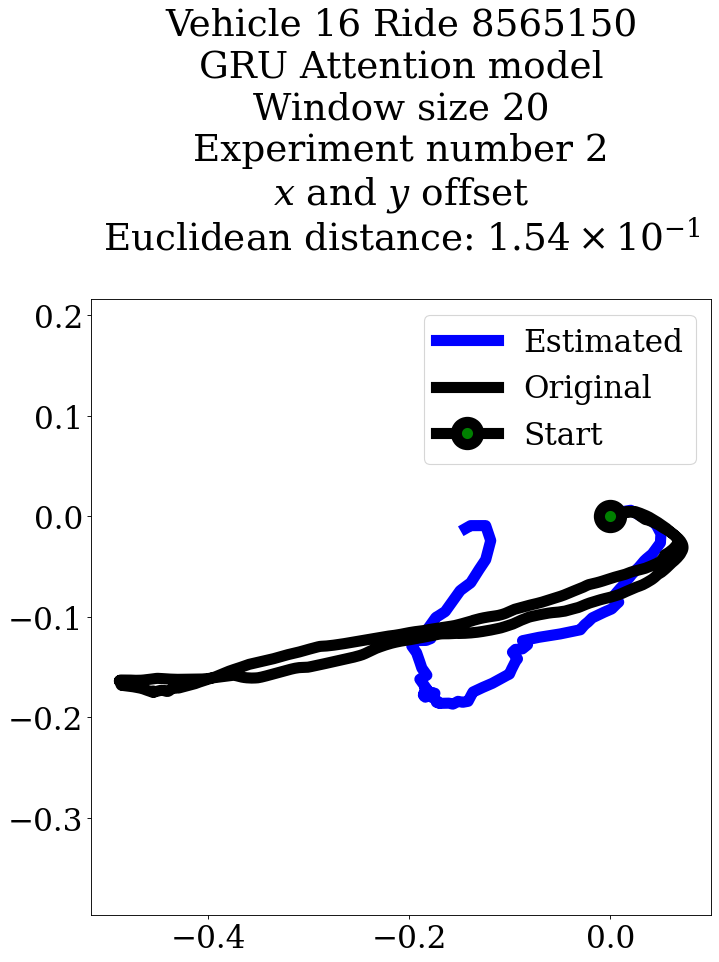 Vehicle 16 Ride 8565150
GRU Attention model
Window size 20
Experiment number 2
x and y offset
Euclidean distance: 1.54 × 10⁻¹
Estimated
Original
Start
0.2
0.1
0.0
−0.1
−0.2
−0.3
−0.4 −0.2 0.0